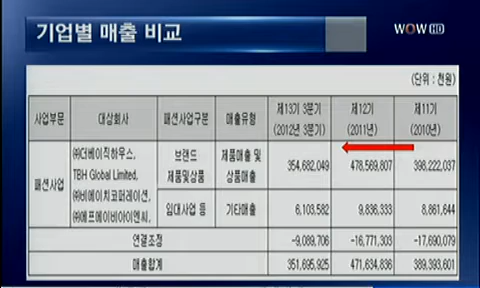 기업별 매출 비교
WOW HD
(단위 : 천원)
사업부문 대상회사 패션사업구분 매출유형 제13기 3분기 (2012년 3분기) 제12기 (2011년) 제11기 (2010년)
패션사업
㈜더베이직하우스,
TBH Global Limited,
㈜비에이치코퍼레이션,
㈜에프에이비아이엔씨,
브랜드 제품및상품 제품매출 및 상품매출 354,682,049 478,569,807 398,222,037
임대사업 등 기타매출 6,103,582 9,836,333 8,861,644
연결조정 -9,089,706 -16,771,303 -17,690,079
매출합계 351,695,925 471,634,836 389,393,601